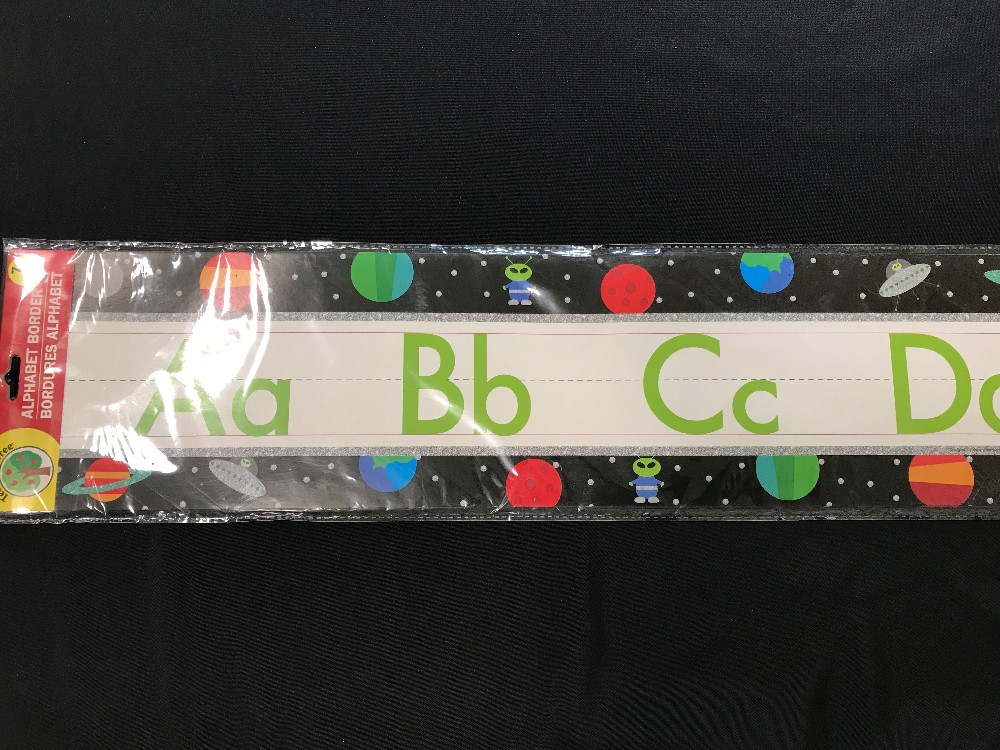 ALPHABET BORDER
BORDURES ALPHABET
Aa Bb Cc D